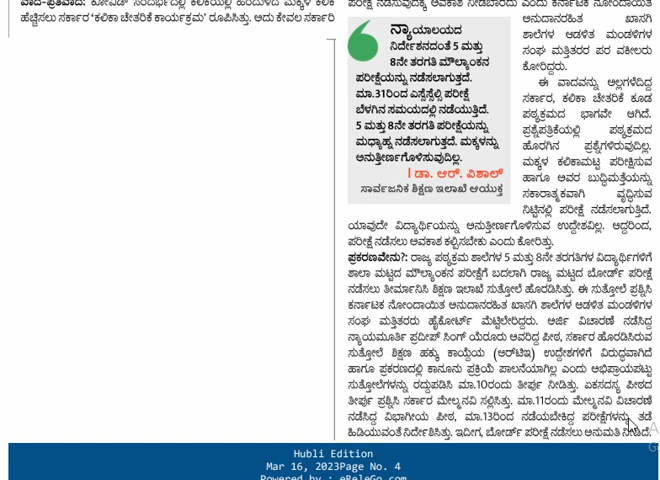 ವಾದ-ಪ್ರತಿವಾದ: ಕೋವಿಡ್ ಸಂದರ್ಭದಲ್ಲಿ ಕಲಿಕೆಯಲ್ಲಿ ಹಿಂದುಳಿದ ಮಕ್ಕಳ ಕಲಿಕೆ
ಹೆಚ್ಚಿಸಲು ಸರ್ಕಾರ 'ಕಲಿಕಾ ಚೇತರಿಕೆ ಕಾರ್ಯಕ್ರಮ' ರೂಪಿಸಿತ್ತು. ಅದು ಕೇವಲ ಸರ್ಕಾರಿ
ಪರೀಕ್ಷೆ ನಡೆಸುವುದಕ್ಕೆ ಅವಕಾಶ ನೀಡಬಾರದು ಎಂದು ಕರ್ನಾಟಕ ನೋಂದಾಯಿತ
ಅನುದಾನರಹಿತ ಖಾಸಗಿ
ಶಾಲೆಗಳ ಆಡಳಿತ ಮಂಡಳಿಗಳ
ಸಂಘ ಮತ್ತಿತರರ ಪರ ವಕೀಲರು
ಕೋರಿದ್ದರು.
ಈ ವಾದವನ್ನು ಅಲ್ಲಗಳೆದಿದ್ದ
ಸರ್ಕಾರ, ಕಲಿಕಾ ಚೇತರಿಕೆ ಕೂಡ
ಪಠ್ಯಕ್ರಮದ ಭಾಗವೇ ಆಗಿದೆ.
ಪ್ರಶ್ನೆಪತ್ರಿಕೆಯಲ್ಲಿ ಪಠ್ಯಕ್ರಮದ
ಹೊರಗಿನ ಪ್ರಶ್ನೆಗಳಿರುವುದಿಲ್ಲ.
ಮಕ್ಕಳ ಕಲಿಕಾಮಟ್ಟ ಪರೀಕ್ಷಿಸುವ
ಹಾಗೂ ಅವರ ಬುದ್ಧಿಮತ್ತೆಯನ್ನು
ಸಕಾರಾತ್ಮಕವಾಗಿ ವೃದ್ಧಿಸುವ
ನಿಟ್ಟಿನಲ್ಲಿ ಪರೀಕ್ಷೆ ನಡೆಸಲಾಗುತ್ತಿದೆ.
ನ್ಯಾಯಾಲಯದ
ನಿರ್ದೇಶನದಂತೆ 5 ಮತ್ತು
8ನೇ ತರಗತಿ ಮೌಲ್ಯಾಂಕನ
ಪರೀಕ್ಷೆಯನ್ನು ನಡೆಸಲಾಗುತ್ತದೆ.
ಮಾ.31ರಿಂದ ಎಸ್ಸೆಸ್ಸೆಲ್ಸಿ ಪರೀಕ್ಷೆ
ಬೆಳಗಿನ ಸಮಯದಲ್ಲಿ ನಡೆಯುತ್ತಿದೆ.
5 ಮತ್ತು 8ನೇ ತರಗತಿ ಪರೀಕ್ಷೆಯನ್ನು
ಮಧ್ಯಾಹ್ನ ನಡೆಸಲಾಗುತ್ತದೆ. ಮಕ್ಕಳನ್ನು
ಅನುತ್ತೀರ್ಣಗೊಳಿಸುವುದಿಲ್ಲ.
| ಡಾ. ಆರ್. ವಿಶಾಲ್
ಸಾರ್ವಜನಿಕ ಶಿಕ್ಷಣ ಇಲಾಖೆ ಆಯುಕ್ತ
ಯಾವುದೇ ವಿದ್ಯಾರ್ಥಿಯನ್ನು ಅನುತ್ತೀರ್ಣಗೊಳಿಸುವ ಉದ್ದೇಶವಿಲ್ಲ. ಆದ್ದರಿಂದ,
ಪರೀಕ್ಷೆ ನಡೆಸಲು ಅವಕಾಶ ಕಲ್ಪಿಸಬೇಕು ಎಂದು ಕೋರಿತ್ತು.
ಪ್ರಕರಣವೇನು?: ರಾಜ್ಯ ಪಠ್ಯಕ್ರಮ ಶಾಲೆಗಳ 5 ಮತ್ತು 8ನೇ ತರಗತಿಗಳ ವಿದ್ಯಾರ್ಥಿಗಳಿಗೆ
ಶಾಲಾ ಮಟ್ಟದ ಮೌಲ್ಯಾಂಕನ ಪರೀಕ್ಷೆಗೆ ಬದಲಾಗಿ ರಾಜ್ಯ ಮಟ್ಟದ ಬೋರ್ಡ್ ಪರೀಕ್ಷೆ
ನಡೆಸಲು ತೀರ್ಮಾನಿಸಿ ಶಿಕ್ಷಣ ಇಲಾಖೆ ಸುತ್ತೋಲೆ ಹೊರಡಿಸಿತ್ತು. ಈ ಸುತ್ತೋಲೆ ಪ್ರಶ್ನಿಸಿ
ಕರ್ನಾಟಕ ನೋಂದಾಯಿತ ಅನುದಾನರಹಿತ ಖಾಸಗಿ ಶಾಲೆಗಳ ಆಡಳಿತ ಮಂಡಳಿಗಳ
ಸಂಘ ಮತ್ತಿತರರು ಹೈಕೋರ್ಟ್ ಮೆಟ್ಟಿಲೇರಿದ್ದರು. ಅರ್ಜಿ ವಿಚಾರಣೆ ನಡೆಸಿದ್ದ
ನ್ಯಾಯಮೂರ್ತಿ ಪ್ರದೀಪ್ ಸಿಂಗ್ ಯೆರೂರು ಅವರಿದ್ದ ಪೀಠ, ಸರ್ಕಾರ ಹೊರಡಿಸಿರುವ
ಸುತ್ತೋಲೆ ಶಿಕ್ಷಣ ಹಕ್ಕು ಕಾಯ್ದೆಯ (ಆರ್‌ಟಿಇ) ಉದ್ದೇಶಗಳಿಗೆ ವಿರುದ್ಧವಾಗಿದೆ
ಹಾಗೂ ಪ್ರಕರಣದಲ್ಲಿ ಕಾನೂನು ಪ್ರಕ್ರಿಯೆ ಪಾಲನೆಯಾಗಿಲ್ಲ ಎಂದು ಅಭಿಪ್ರಾಯಪಟ್ಟು
ಸುತ್ತೋಲೆಗಳನ್ನು ರದ್ದುಪಡಿಸಿ ಮಾ.10ರಂದು ತೀರ್ಪು ನೀಡಿತ್ತು. ಏಕಸದಸ್ಯ ಪೀಠದ
ತೀರ್ಪು ಪ್ರಶ್ನಿಸಿ ಸರ್ಕಾರ ಮೇಲ್ಮನವಿ ಸಲ್ಲಿಸಿತ್ತು. ಮಾ.11ರಂದು ಮೇಲ್ಮನವಿ ವಿಚಾರಣೆ
ನಡೆಸಿದ್ದ ವಿಭಾಗೀಯ ಪೀಠ, ಮಾ.13ರಿಂದ ನಡೆಯಬೇಕಿದ್ದ ಪರೀಕ್ಷೆಗಳನ್ನು ತಡೆ
ಹಿಡಿಯುವಂತೆ ನಿರ್ದೇಶಿಸಿತ್ತು. ಇದೀಗ, ಬೋರ್ಡ್ ಪರೀಕ್ಷೆ ನಡೆಸಲು ಅನುಮತಿ ನೀಡಿದೆ.
Hubli Edition
Mar 16, 2023Page No. 4
Powered by : eReleGo.com